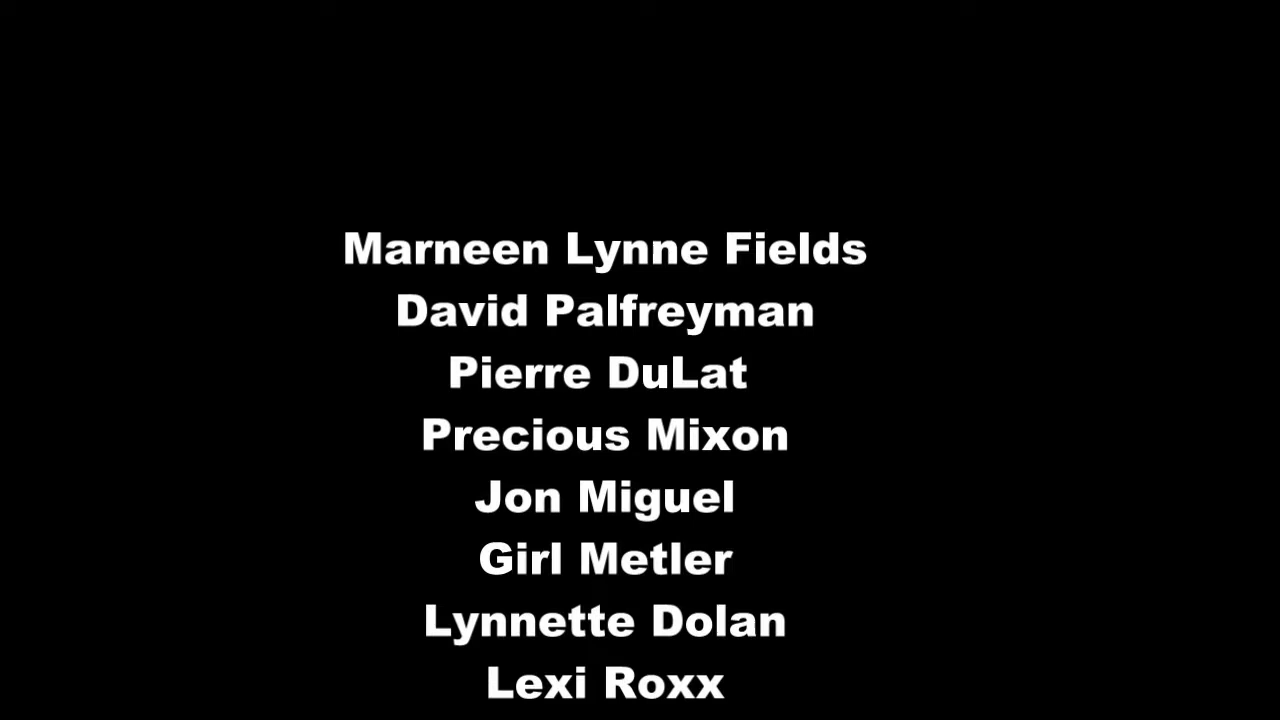 Marneen Lynne Fields
David Palfreyman
Pierre DuLat
Precious Mixon
Jon Miguel
Girl Metler
Lynnette Dolan
Lexi Roxx